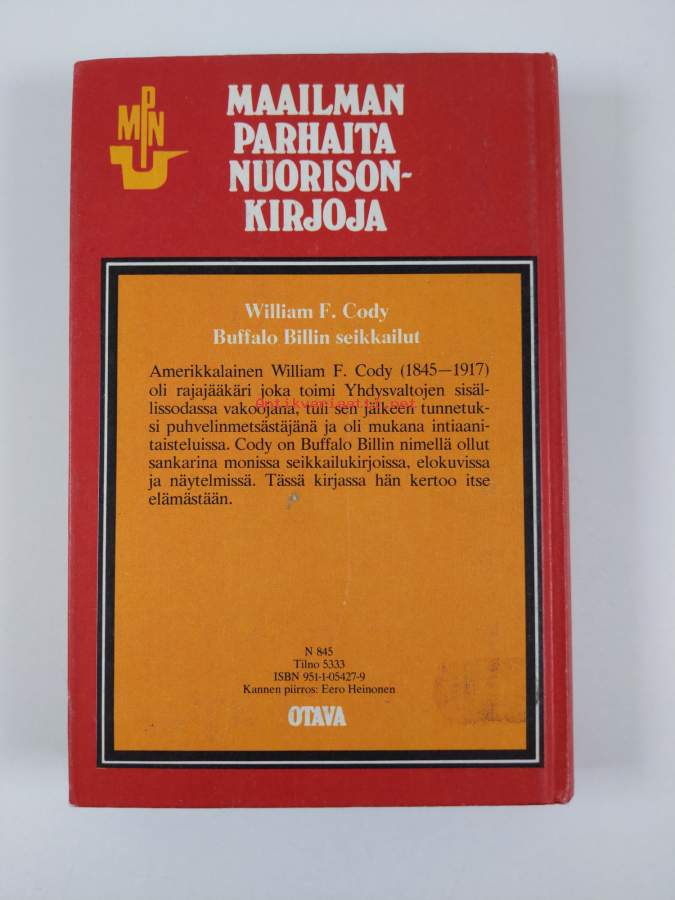 MPN
MAAILMAN
PARHAITA
NUORISON-
KIRJOJA
William F. Cody
Buffalo Billin seikkailut
Amerikkalainen William F. Cody (1845—1917)
oli rajajääkäri joka toimi Yhdysvaltojen sisäl-
lissodassa vakoojana, tuli sen jälkeen tunnetuk-
Antikvariaatti.net
si puhvelinmetsästäjänä ja oli mukana intiaani-
taisteluissa. Cody on Buffalo Billin nimellä ollut
sankarina monissa seikkailukirjoissa, elokuvissa
ja näytelmissä. Tässä kirjassa hän kertoo itse
elämästään.
N 845
Tilno 5333
ISBN 951-1-05427-9
Kannen piirros: Eero Heinonen
OTAVA